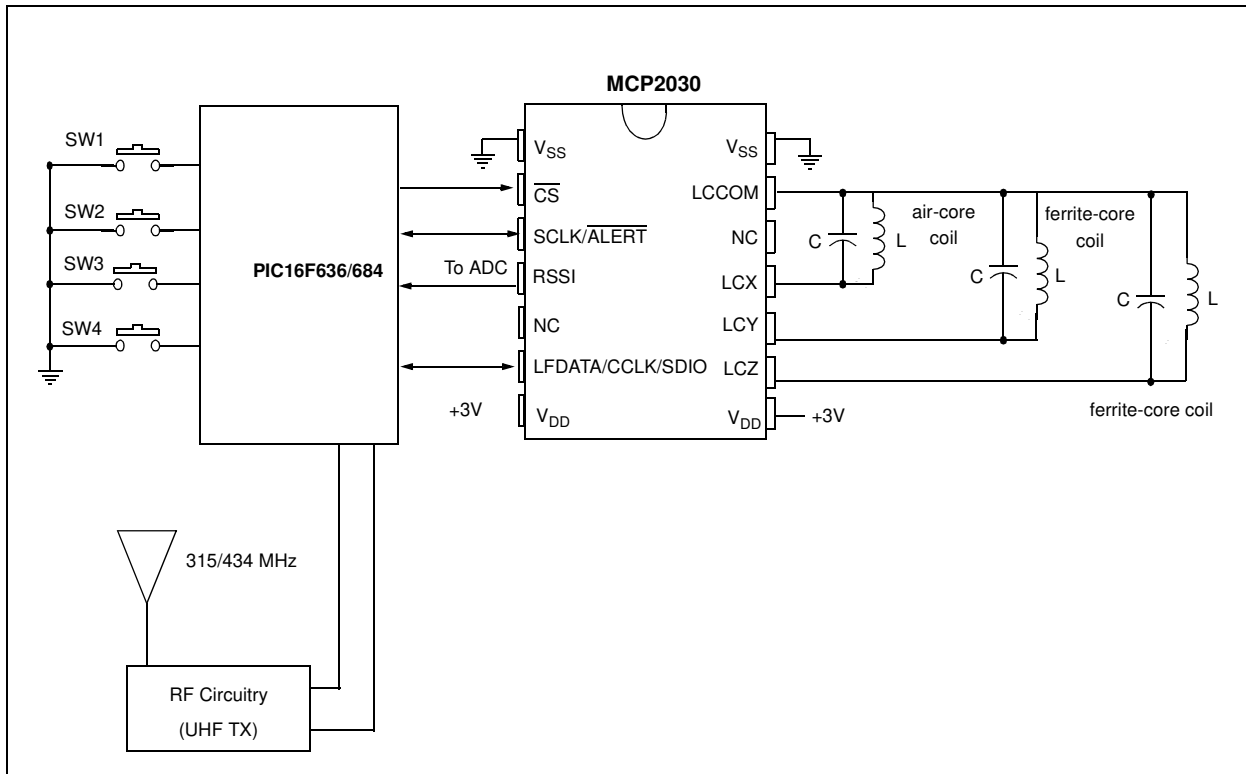 MCP2030
SW1
SW2
SW3
SW4
PIC16F636/684
To ADC
+3V
VSS
CS
SCLK/ALERT
RSSI
NC
LFDATA/CCLK/SDIO
VDD
VSS
LCCOM
NC
LCX
LCY
LCZ
VDD
+3V
C
L
air-core
coil
C
L
ferrite-core
coil
C
L
ferrite-core coil
315/434 MHz
RF Circuitry
(UHF TX)